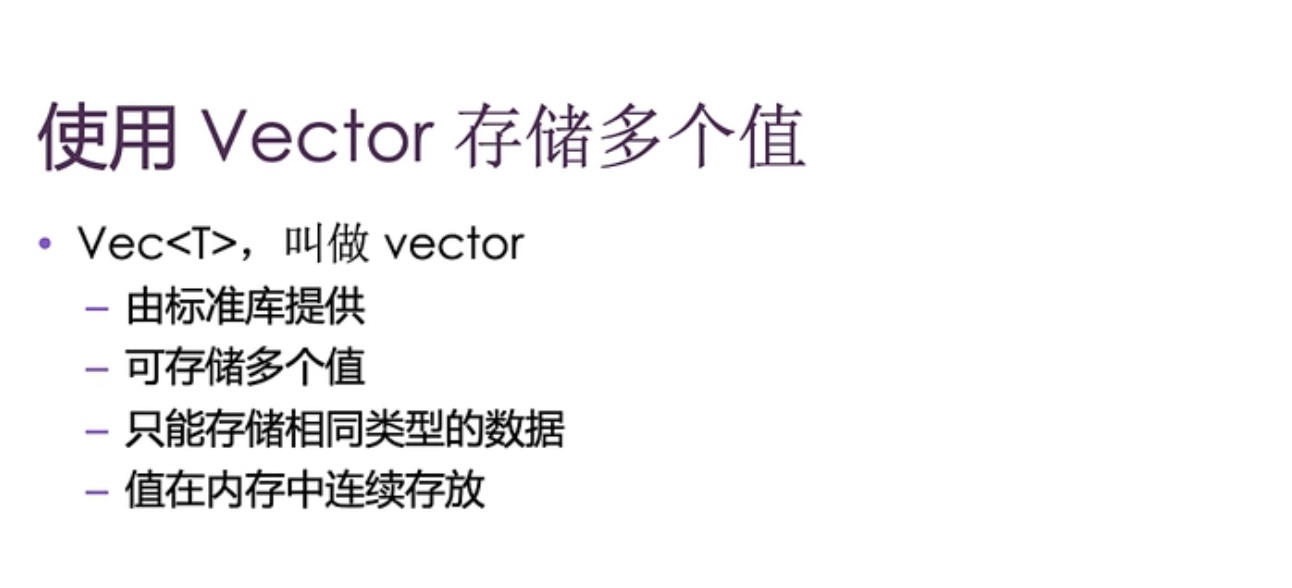 使用 Vector 存储多个值
• Vec<T>，叫做 vector
– 由标准库提供
– 可存储多个值
– 只能存储相同类型的数据
– 值在内存中连续存放